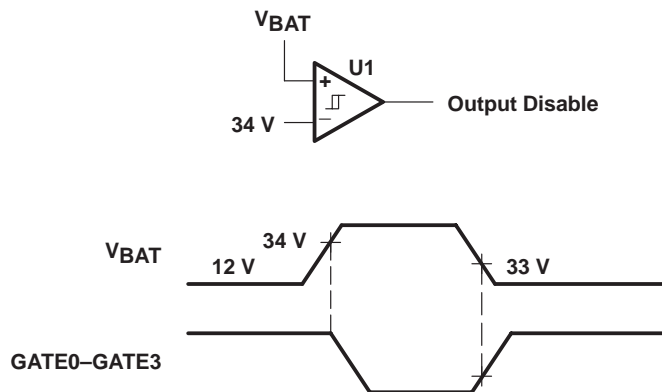 VBAT
U1
+
34 V
−
Output Disable
VBAT
12 V
34 V
33 V
GATE0–GATE3